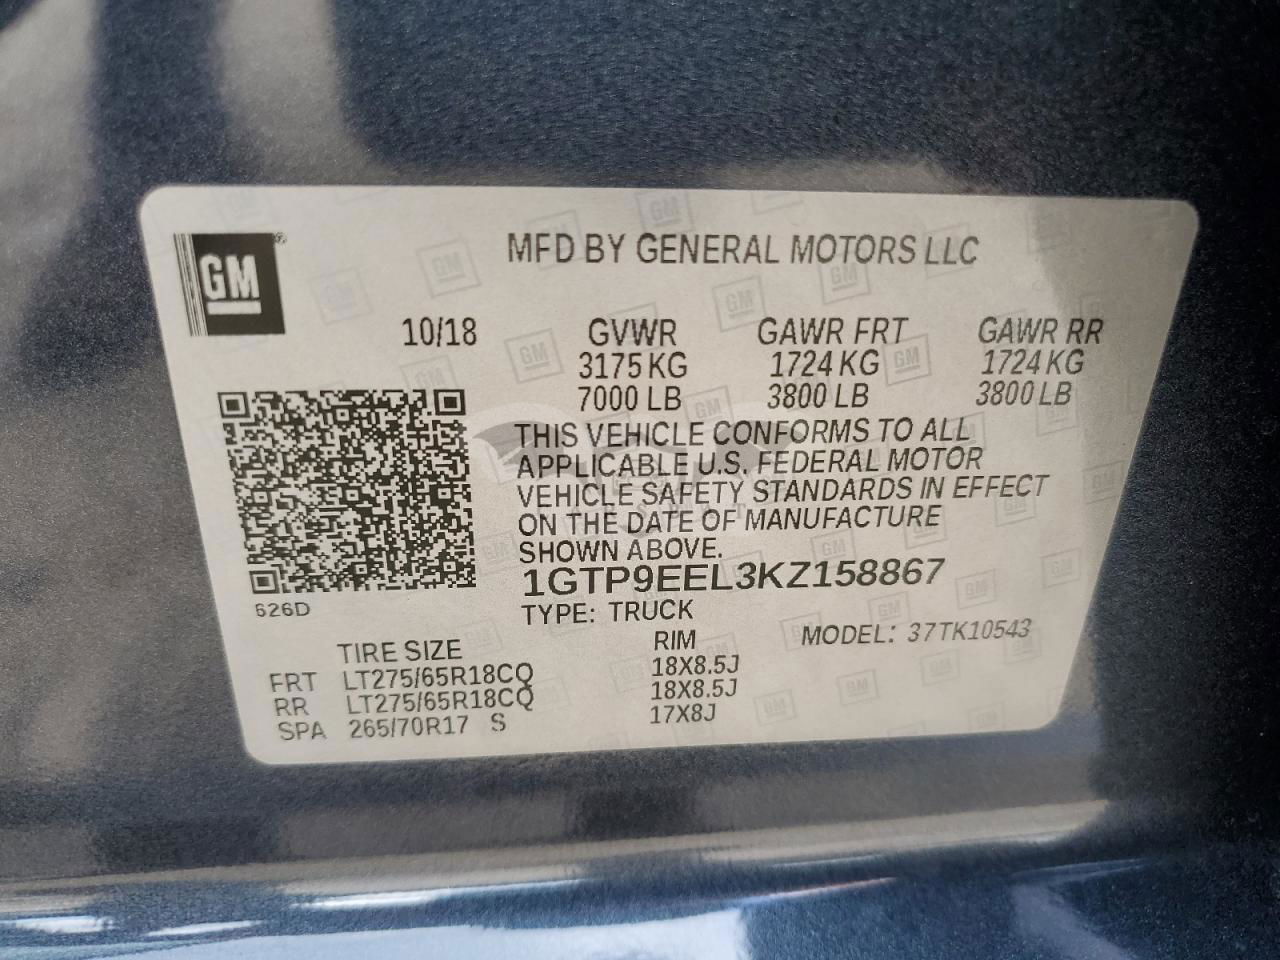 GM®
MFD BY GENERAL MOTORS LLC
10/18 GVWR GAWR FRT GAWR RR
3175 KG 1724 KG 1724 KG
7000 LB 3800 LB 3800 LB
THIS VEHICLE CONFORMS TO ALL
APPLICABLE U.S. FEDERAL MOTOR
VEHICLE SAFETY STANDARDS IN EFFECT
ON THE DATE OF MANUFACTURE
SHOWN ABOVE.
1GTP9EEL3KZ158867
626D
TYPE: TRUCK
MODEL: 37TK10543
TIRE SIZE RIM
FRT LT275/65R18CQ 18X8.5J
RR LT275/65R18CQ 18X8.5J
SPA 265/70R17 S 17X8J